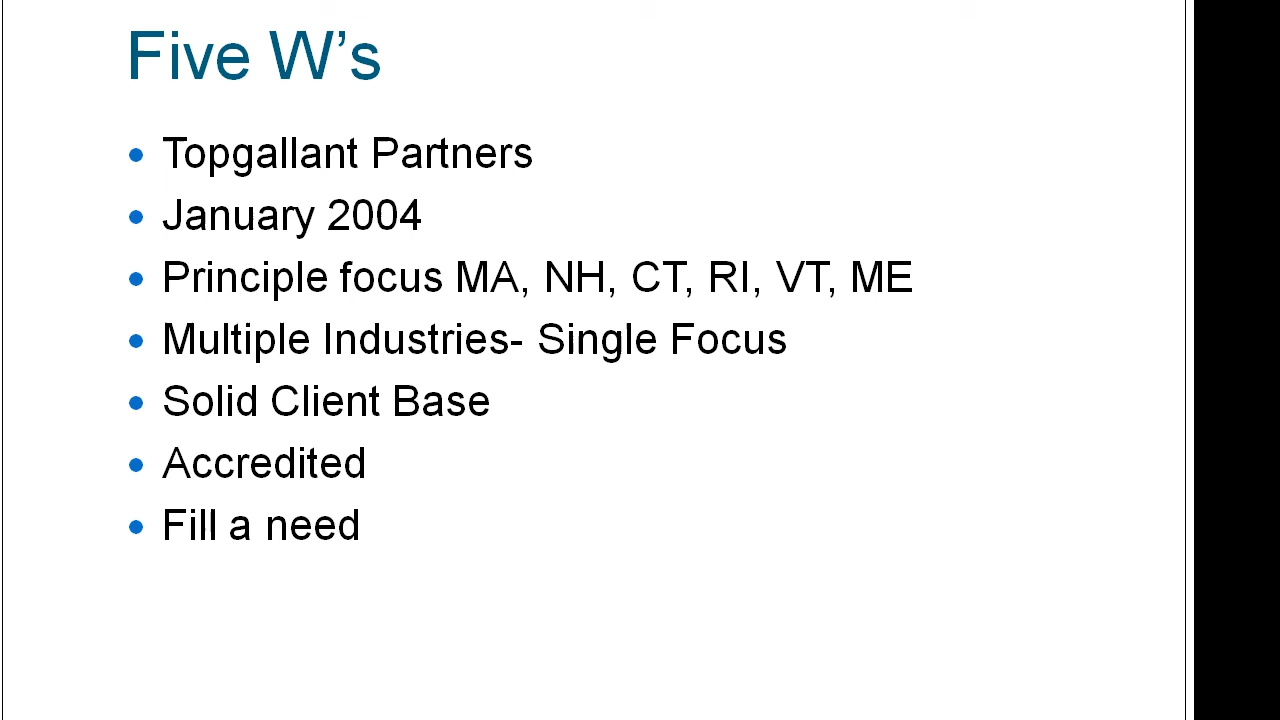 Five W’s
• Topgallant Partners
• January 2004
• Principle focus MA, NH, CT, RI, VT, ME
• Multiple Industries- Single Focus
• Solid Client Base
• Accredited
• Fill a need